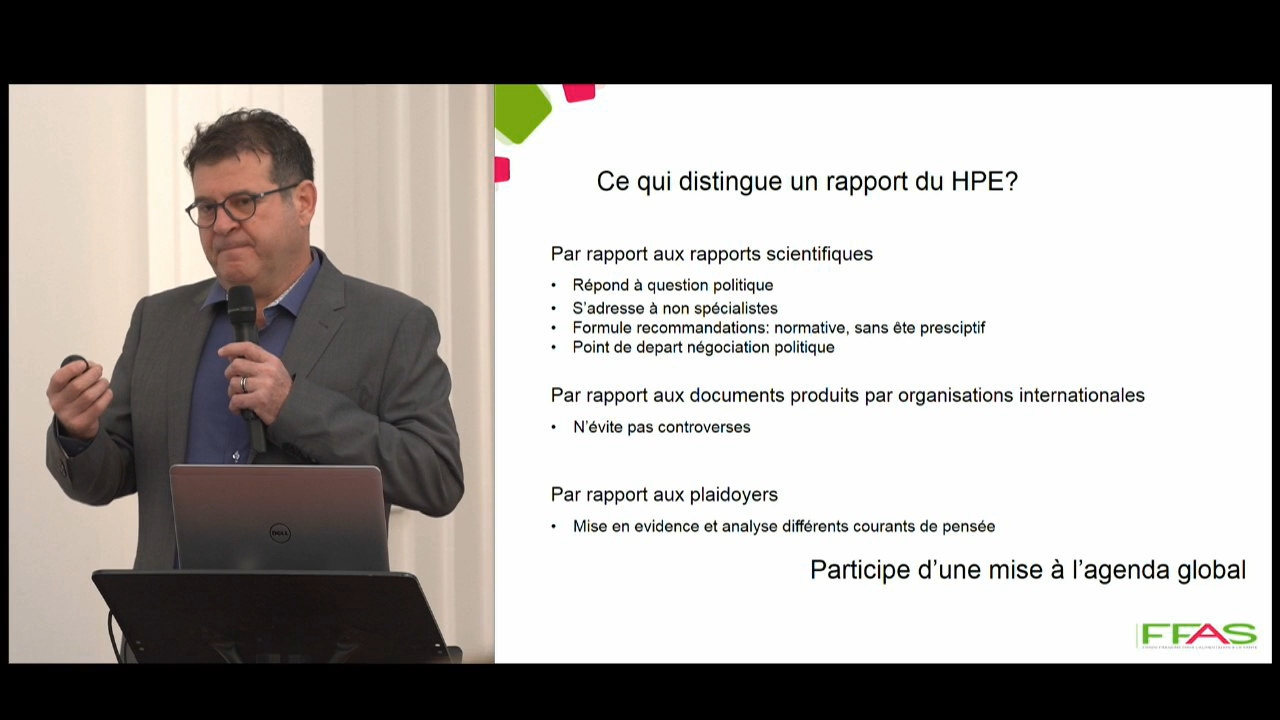 Ce qui distingue un rapport du HPE?
Par rapport aux rapports scientifiques
• Répond à question politique
• S'adresse à non spécialistes
• Formule recommandations: normative, sans ête presciptif
• Point de depart négociation politique
Par rapport aux documents produits par organisations internationales
• N'évite pas controverses
Par rapport aux plaidoyers
• Mise en evidence et analyse différents courants de pensée
Participe d'une mise à l'agenda global
FFAS
DELL